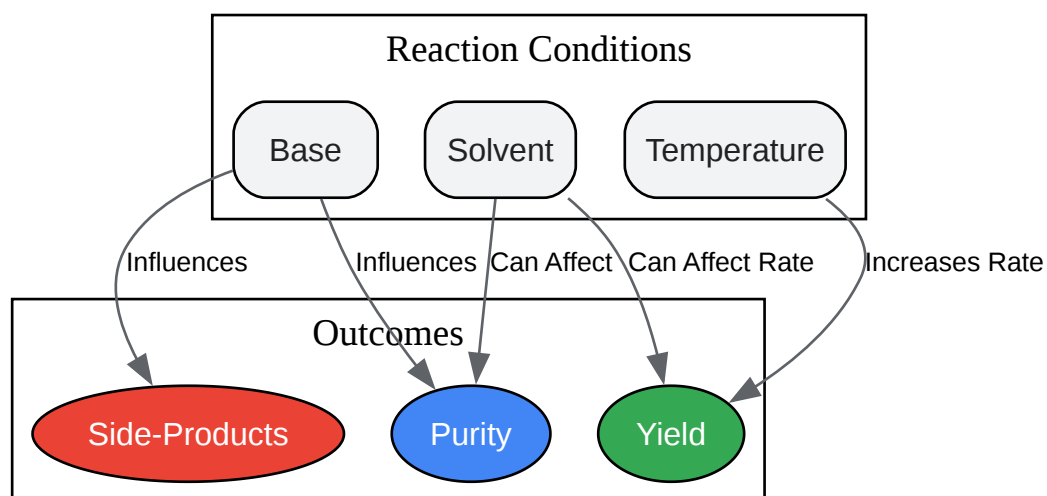 Reaction Conditions
Base
Solvent
Temperature
Influences
Influences
Can Affect
Can Affect Rate
Increases Rate
Outcomes
Side-Products
Purity
Yield